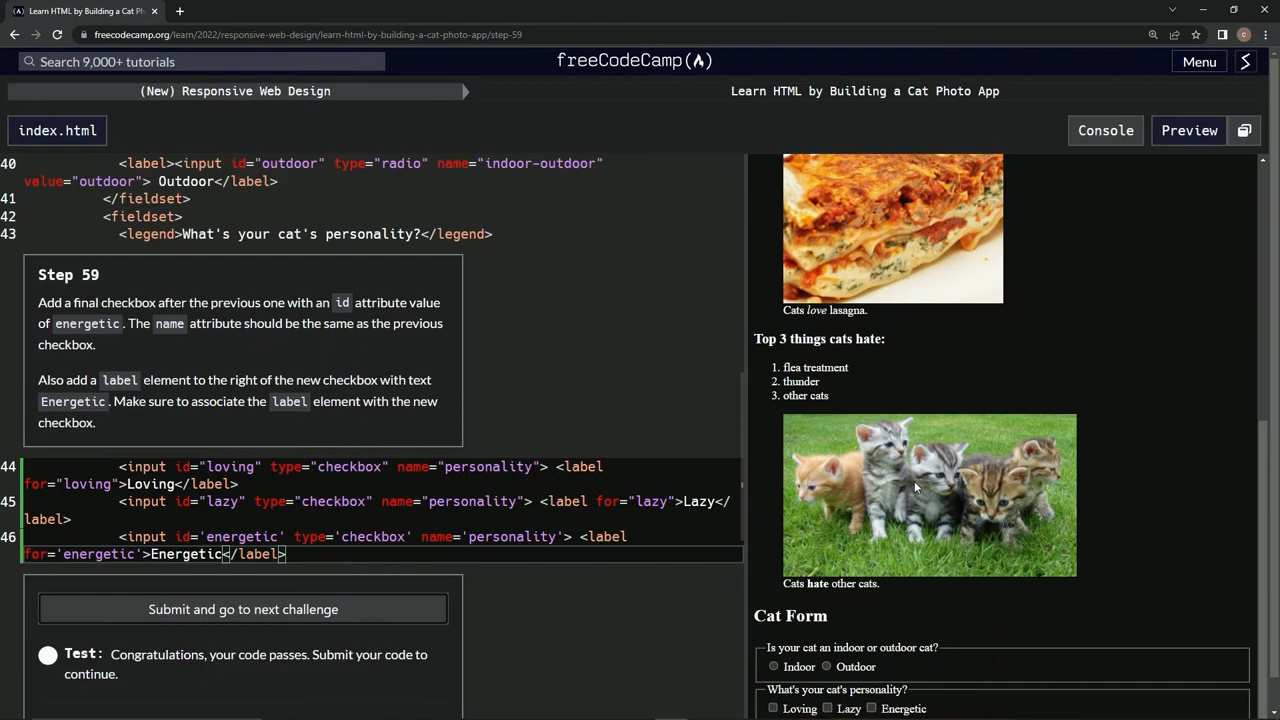 Learn HTML by Building a Cat Ph
freecodecamp.org/learn/2022/responsive-web-design/learn-html-by-building-a-cat-photo-app/step-59
Search 9,000+ tutorials
freeCodeCamp
Menu
(New) Responsive Web Design
Learn HTML by Building a Cat Photo App
index.html
Console
Preview
40 <label><input id="outdoor" type="radio" name="indoor-outdoor"
value="outdoor"> Outdoor</label>
41 </fieldset>
42 <fieldset>
43 <legend>What's your cat's personality?</legend>
Step 59
Add a final checkbox after the previous one with an id attribute value
of energetic. The name attribute should be the same as the previous
checkbox.
Also add a label element to the right of the new checkbox with text
Energetic. Make sure to associate the label element with the new
checkbox.
44 <input id="loving" type="checkbox" name="personality"> <label
for="loving">Loving</label>
45 <input id="lazy" type="checkbox" name="personality"> <label for="lazy">Lazy</
label>
46 <input id='energetic' type='checkbox' name='personality'> <label
for='energetic'>Energetic</label>
Submit and go to next challenge
Test: Congratulations, your code passes. Submit your code to
continue.
Cats love lasagna.
Top 3 things cats hate:
1. flea treatment
2. thunder
3. other cats
Cats hate other cats.
Cat Form
Is your cat an indoor or outdoor cat?
Indoor Outdoor
What's your cat's personality?
Loving Lazy Energetic